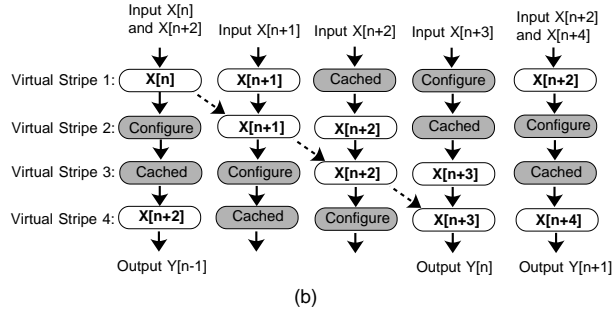 Input X[n]
and X[n+2]
Input X[n+1]
Input X[n+2]
Input X[n+3]
Input X[n+2]
and X[n+4]
Virtual Stripe 1: X[n] X[n+1] Cached Configure X[n+2]
Virtual Stripe 2: Configure X[n+1] X[n+2] Cached Configure
Virtual Stripe 3: Cached Configure X[n+2] X[n+3] Cached
Virtual Stripe 4: X[n+2] Cached Configure X[n+3] X[n+4]
Output Y[n-1] Output Y[n] Output Y[n+1]
(b)